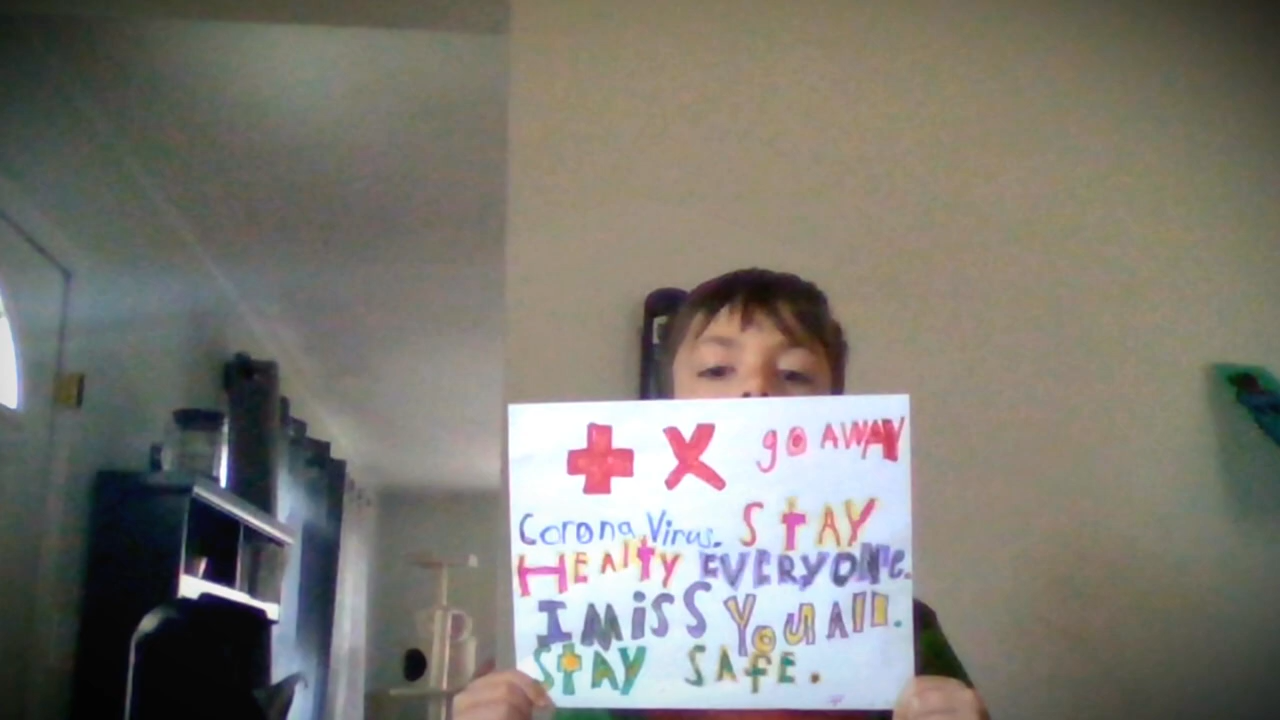 go AWAY
Corona Virus. StAY
HEAltY EVERYONe.
I MiSS YoU All.
StAY SAfE.